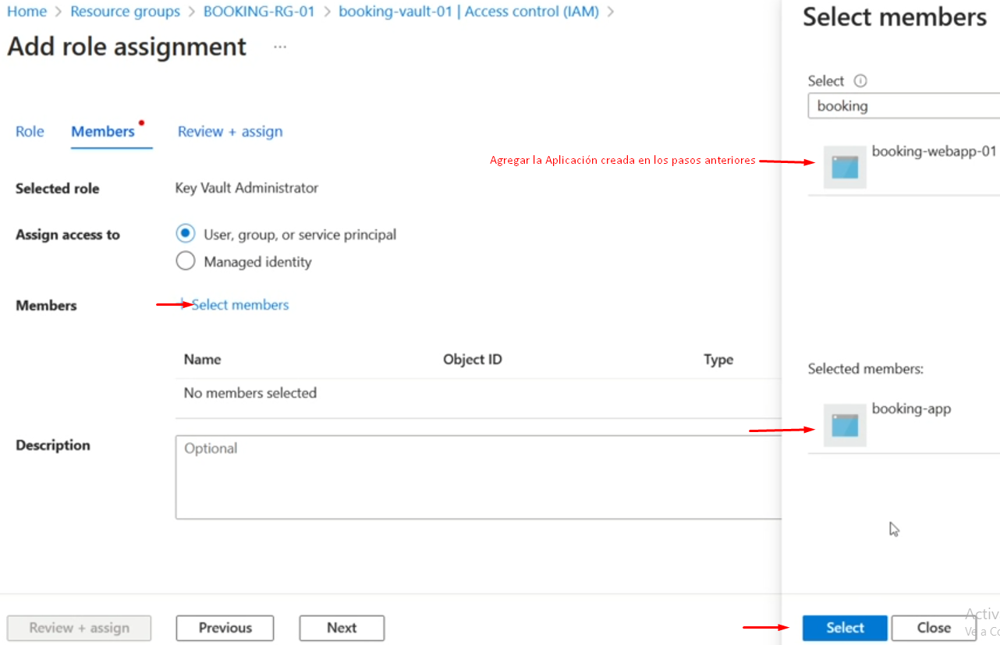 Home > Resource groups > BOOKING-RG-01 > booking-vault-01 | Access control (IAM) >
Add role assignment ...
Role Members Review + assign
Selected role Key Vault Administrator
Assign access to User, group, or service principal
Managed identity
Members + Select members
Name Object ID Type
No members selected
Description Optional
Review + assign Previous Next
Select members
Select
booking
Agregar la Aplicación creada en los pasos anteriores
booking-webapp-01
Selected members:
booking-app
Select Close
Activ
Ve a Co